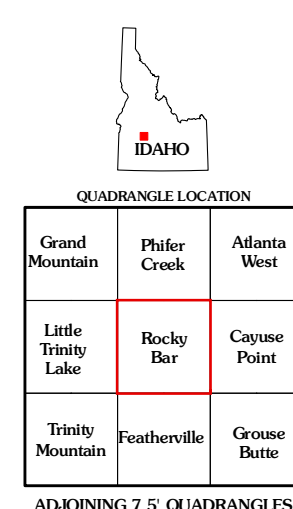 IDAHO
QUADRANGLE LOCATION
Grand
Mountain
Phifer
Creek
Atlanta
West
Little
Trinity
Lake
Rocky
Bar
Cayuse
Point
Trinity
Mountain
Featherville
Grouse
Butte
ADJOINING 7.5' QUADRANGLES